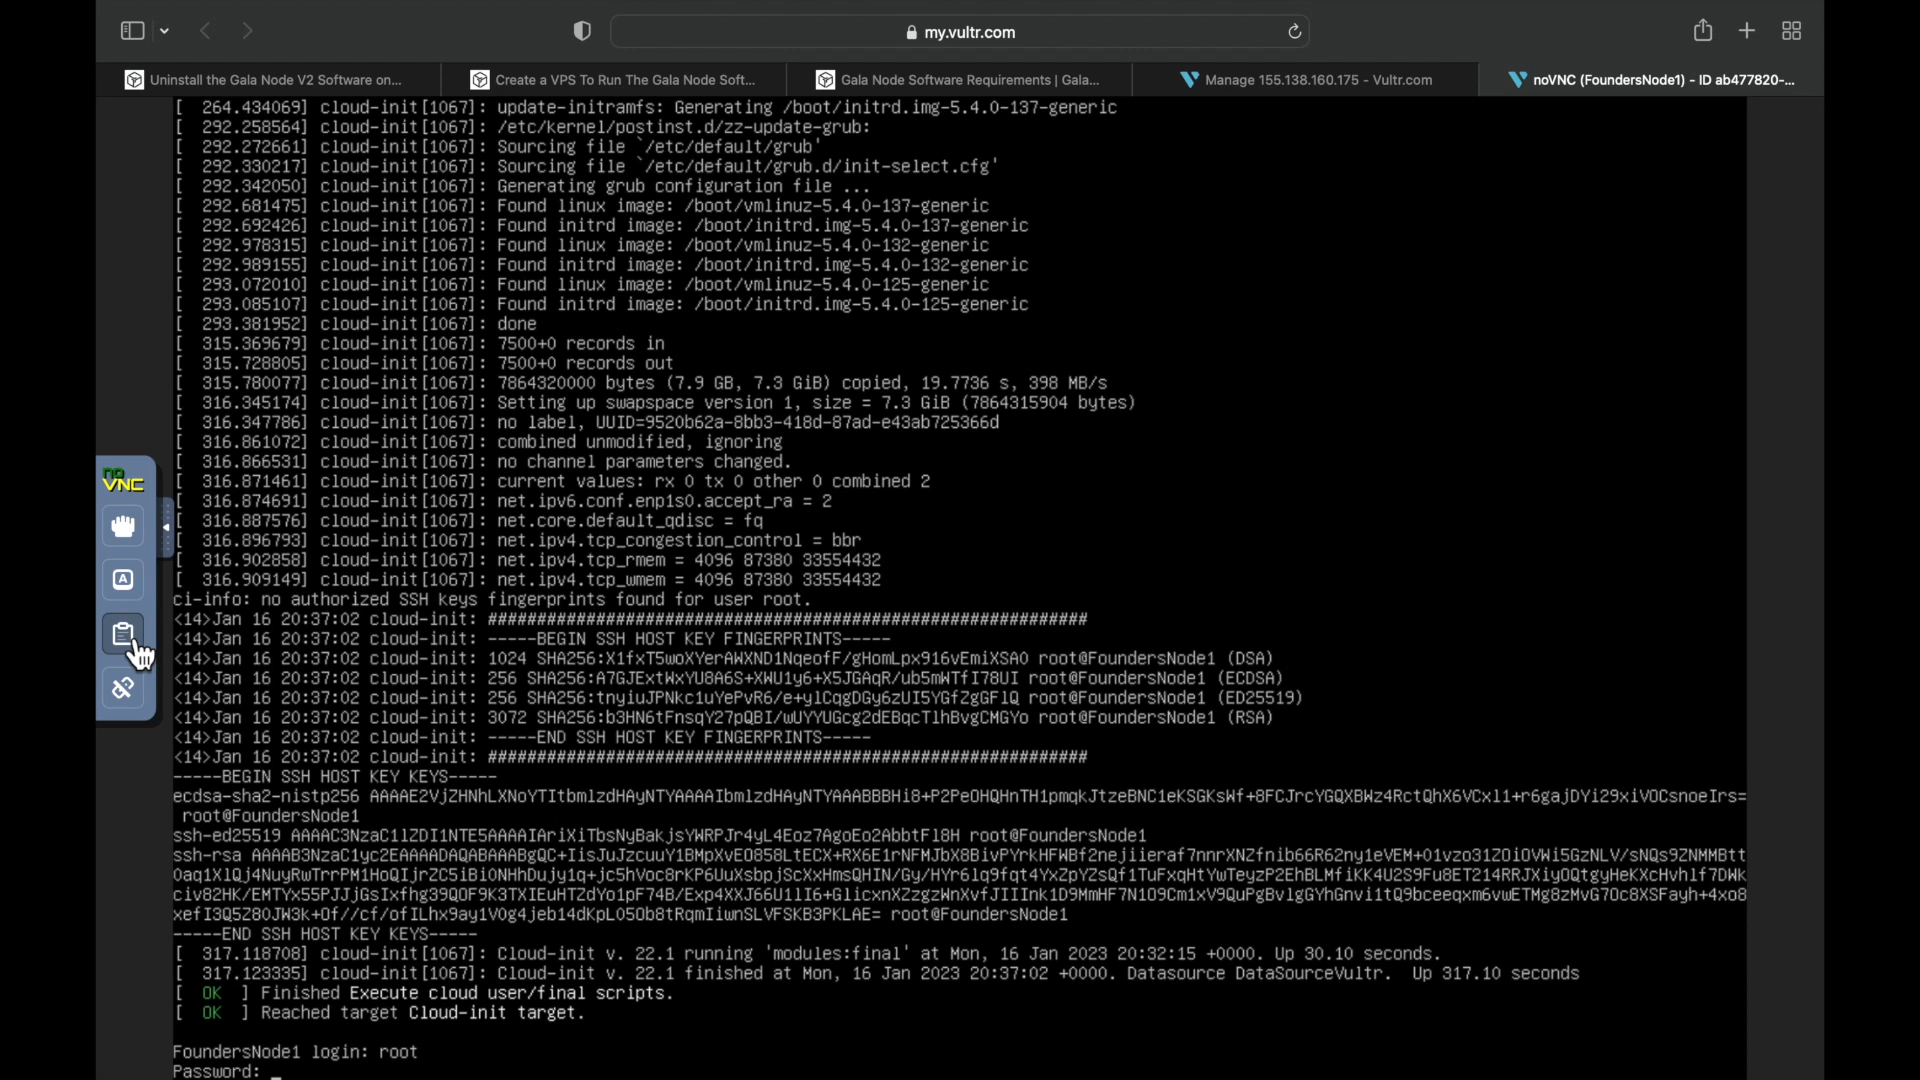 my.vultr.com
Uninstall the Gala Node V2 Software on...
Create a VPS To Run The Gala Node Soft...
Gala Node Software Requirements | Gala...
Manage 155.138.160.175 - Vultr.com
noVNC (FoundersNode1) - ID ab477820-...
[  264.434069] cloud-init[1067]: update-initramfs: Generating /boot/initrd.img-5.4.0-137-generic
[  292.258564] cloud-init[1067]: /etc/kernel/postinst.d/zz-update-grub:
[  292.272661] cloud-init[1067]: Sourcing file `/etc/default/grub'
[  292.330217] cloud-init[1067]: Sourcing file `/etc/default/grub.d/init-select.cfg'
[  292.342050] cloud-init[1067]: Generating grub configuration file ...
[  292.681475] cloud-init[1067]: Found linux image: /boot/vmlinuz-5.4.0-137-generic
[  292.692426] cloud-init[1067]: Found initrd image: /boot/initrd.img-5.4.0-137-generic
[  292.978315] cloud-init[1067]: Found linux image: /boot/vmlinuz-5.4.0-132-generic
[  292.989155] cloud-init[1067]: Found initrd image: /boot/initrd.img-5.4.0-132-generic
[  293.072010] cloud-init[1067]: Found linux image: /boot/vmlinuz-5.4.0-125-generic
[  293.085107] cloud-init[1067]: Found initrd image: /boot/initrd.img-5.4.0-125-generic
[  293.381952] cloud-init[1067]: done
[  315.369679] cloud-init[1067]: 7500+0 records in
[  315.728805] cloud-init[1067]: 7500+0 records out
[  315.780077] cloud-init[1067]: 7864320000 bytes (7.9 GB, 7.3 GiB) copied, 19.7736 s, 398 MB/s
[  316.345174] cloud-init[1067]: Setting up swapspace version 1, size = 7.3 GiB (7864315904 bytes)
[  316.347786] cloud-init[1067]: no label, UUID=9520b62a-8bb3-418d-87ad-e43ab725366d
[  316.861072] cloud-init[1067]: combined unmodified, ignoring
[  316.866531] cloud-init[1067]: no channel parameters changed.
[  316.871461] cloud-init[1067]: current values: rx 0 tx 0 other 0 combined 2
[  316.874691] cloud-init[1067]: net.ipv6.conf.enp1s0.accept_ra = 2
[  316.887576] cloud-init[1067]: net.core.default_qdisc = fq
[  316.896793] cloud-init[1067]: net.ipv4.tcp_congestion_control = bbr
[  316.902858] cloud-init[1067]: net.ipv4.tcp_rmem = 4096 87380 33554432
[  316.909149] cloud-init[1067]: net.ipv4.tcp_wmem = 4096 87380 33554432
ci-info: no authorized SSH keys fingerprints found for user root.
<14>Jan 16 20:37:02 cloud-init: #############################################################
<14>Jan 16 20:37:02 cloud-init: -----BEGIN SSH HOST KEY FINGERPRINTS-----
<14>Jan 16 20:37:02 cloud-init: 1024 SHA256:X1fxT5woXYerAWXND1NqeofF/gHomLpx916vEmiXSA0 root@FoundersNode1 (DSA)
<14>Jan 16 20:37:02 cloud-init: 256 SHA256:A7GJExtWxYU8A6S+XWU1y6+X5JGAqR/ub5mWTfI78UI root@FoundersNode1 (ECDSA)
<14>Jan 16 20:37:02 cloud-init: 256 SHA256:tnyiuJPNkc1uYePvR6/e+ylCqgDGy6zUI5YGfZgGFlQ root@FoundersNode1 (ED25519)
<14>Jan 16 20:37:02 cloud-init: 3072 SHA256:b3HN6tFnsqY27pQBI/wUYYUGcg2dEBqcTlhBvgCMGYo root@FoundersNode1 (RSA)
<14>Jan 16 20:37:02 cloud-init: -----END SSH HOST KEY FINGERPRINTS-----
<14>Jan 16 20:37:02 cloud-init: #############################################################
-----BEGIN SSH HOST KEY KEYS-----
ecdsa-sha2-nistp256 AAAAE2VjZHNhLXNoYTItbmlzdHAyNTYAAAAIbmlzdHAyNTYAAABBBHi8+P2PeOHQHnTH1pmqkJtzeBNC1eKSGKsWf+8FCJrcYGQXBWz4RctQhX6VCxl1+r6gajDYi29xiVOCsnoeIrs=
root@FoundersNode1
ssh-ed25519 AAAAC3NzaC1lZDI1NTE5AAAAIAriXiTbsNyBakjsYWRPJr4yL4Eoz7AgoEo2AbbtFl8H root@FoundersNode1
ssh-rsa AAAAB3NzaC1yc2EAAAADAQABAAABgQC+IisJuJzcuuY1BMpXvEO858LtECX+RX6E1rNFMJbX8BivPYrkHFWBf2nejiieraf7nnrXNZfnib66R62ny1eVEM+01vzo31ZOiOVWi5GzNLV/sNQs9ZNMMBtt
0aq1XlQj4NuyRwTrrPM1HoQIjrZC5iBi0NHhDujy1q+jc5hVoc8rKP6UuXsbpjScXxHmsQHIN/Gy/HYr6lq9fqt4YxZpYZsQf1TuFxqHtYwTeyzP2EhBLMfiKK4U2S9Fu8ET214RRJXiyOQtgyHeKXcHvhlf7DWk
civ82HK/EMTYx55PJJjGsIxfhg39QOF9K3TXIEuHTZdYo1pF74B/Exp4XXJ66U1lI6+GlicxnXZzgzWnXvfJIIInk1D9MmHF7N1O9Cm1xV9QuPgBvlgGYhGnvi1tQ9bceeqxm6vwETMg8zMvG7Oc8XSFayh+4xo8
xefI3Q5Z80JW3K+Of//cf/ofILhx9ay1V0g4jeb14dKpL050b8tRqmIiwnSLVFSKB3PKLAE= root@FoundersNode1
-----END SSH HOST KEY KEYS-----
[  317.118708] cloud-init[1067]: Cloud-init v. 22.1 running 'modules:final' at Mon, 16 Jan 2023 20:32:15 +0000. Up 30.10 seconds.
[  317.123335] cloud-init[1067]: Cloud-init v. 22.1 finished at Mon, 16 Jan 2023 20:37:02 +0000. Datasource DataSourceVultr.  Up 317.10 seconds
[  OK  ] Finished Execute cloud user/final scripts.
[  OK  ] Reached target Cloud-init target.
FoundersNode1 login: root
Password: _
no
VNC
A